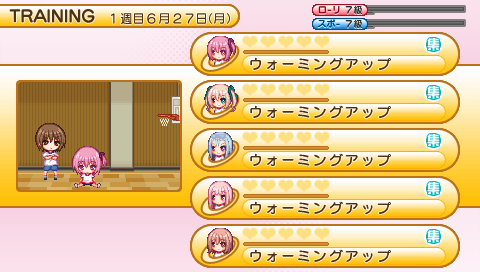 TRAINING
1週目6月27日(月)
ローリ 7級
スポー 7級
集
ウォーミングアップ
集
ウォーミングアップ
集
ウォーミングアップ
集
ウォーミングアップ
集
ウォーミングアップ